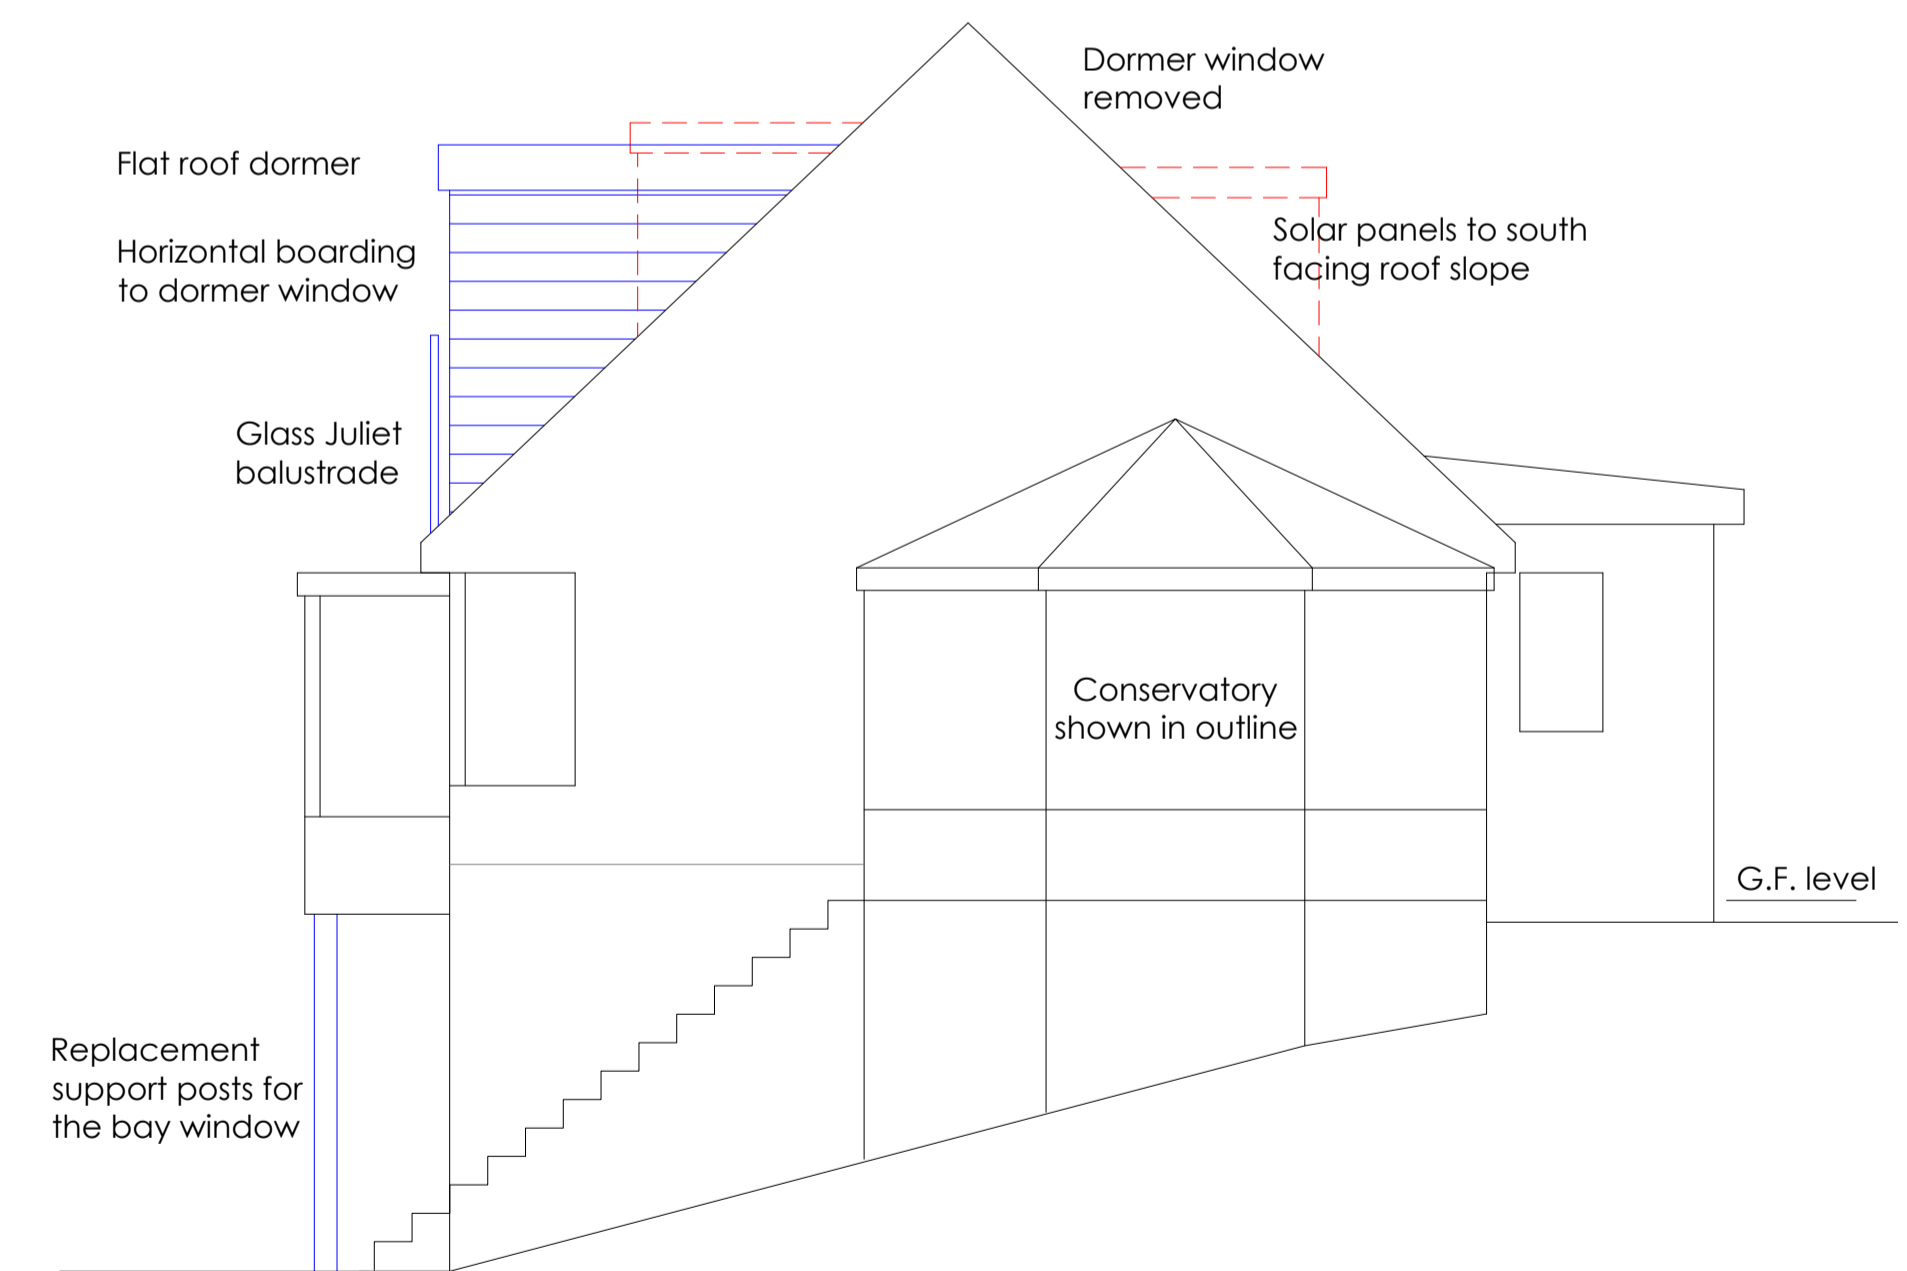 Dormer window
removed
Flat roof dormer
Horizontal boarding
to dormer window
Solar panels to south
facing roof slope
Glass Juliet
balustrade
Conservatory
shown in outline
G.F. level
Replacement
support posts for
the bay window